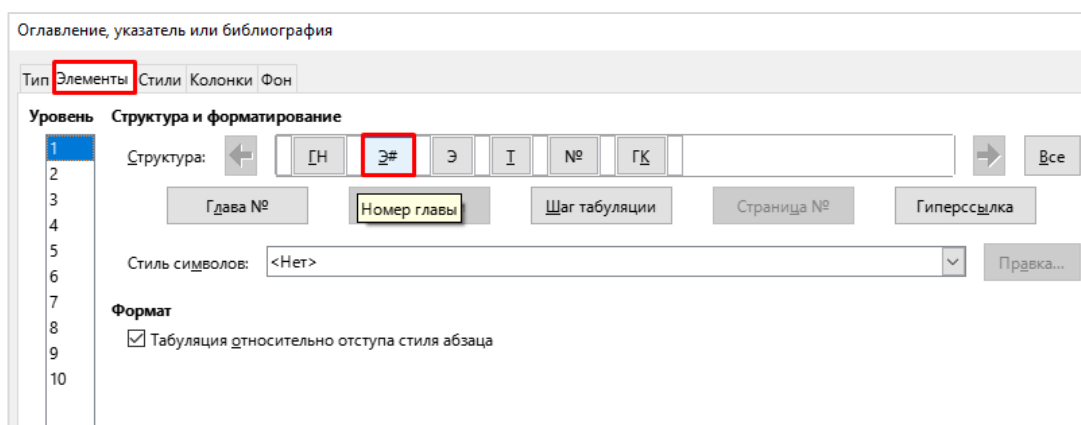 Оглавление, указатель или библиография
Тип Элементы Стили Колонки Фон
Уровень Структура и форматирование
1
Структура: ГН Э# Э Т № ГК Все
2
3
Глава № Номер главы Шаг табуляции Страница № Гиперссылка
4
5
Стиль символов: <Нет> Правка...
6
7
Формат
8
Табуляция относительно отступа стиля абзаца
9
10